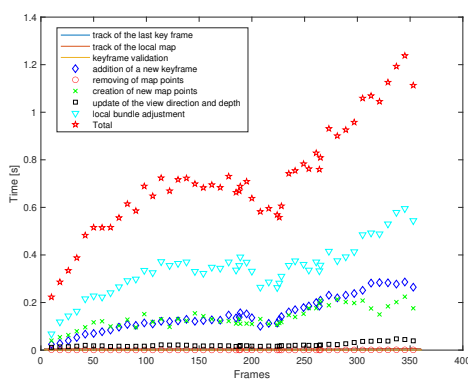 1.4
1.2
1
0.8
0.6
0.4
0.2
0
Time [s]
track of the last key frame
track of the local map
keyframe validation
addition of a new keyframe
removing of map points
creation of new map points
update of the view direction and depth
local bundle adjustment
Total
0 50 100 150 200 250 300 350 400
Frames